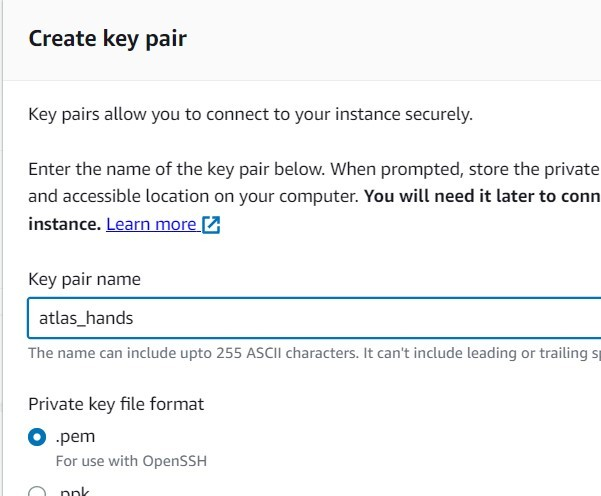 Create key pair
Key pairs allow you to connect to your instance securely.
Enter the name of the key pair below. When prompted, store the private
and accessible location on your computer. You will need it later to conn
instance. Learn more
Key pair name
atlas_hands
The name can include upto 255 ASCII characters. It can't include leading or trailing sp
Private key file format
.pem
For use with OpenSSH
.ppk